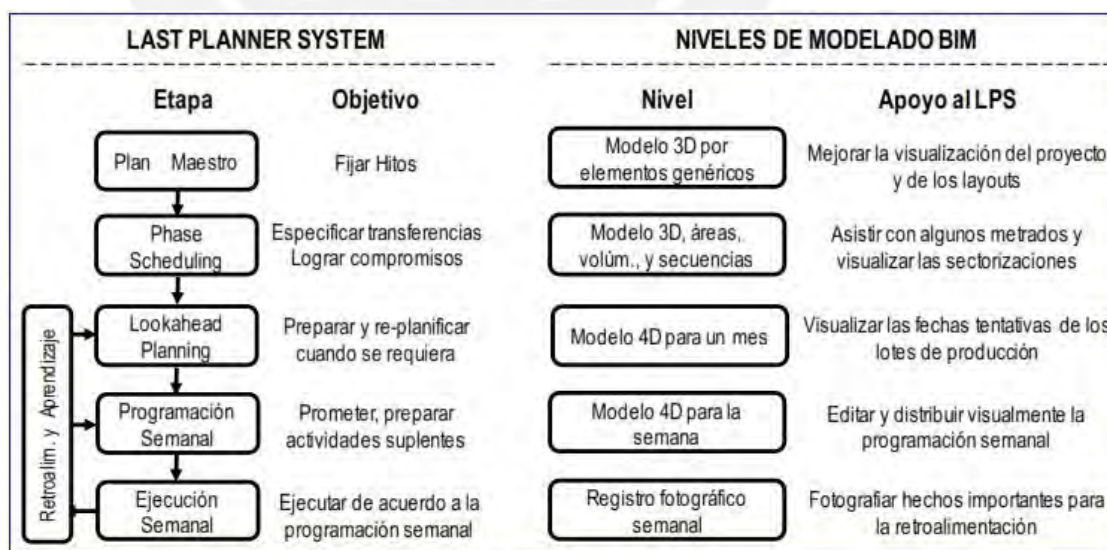 LAST PLANNER SYSTEM
NIVELES DE MODELADO BIM
Etapa
Objetivo
Nivel
Apoyo al LPS
Plan Maestro
Fijar Hitos
Modelo 3D por
elementos genéricos
Mejorar la visualización del proyecto
y de los layouts
Phase
Scheduling
Especificar transferencias
Lograr compromisos
Modelo 3D, áreas,
volúm., y secuencias
Asistir con algunos metrados y
visualizar las sectorizaciones
Retroalim. y Aprendizaje
Lookahead
Planning
Preparar y re-planificar
cuando se requiera
Modelo 4D para un mes
Visualizar las fechas tentativas de los
lotes de producción
Programación
Semanal
Prometer, preparar
actividades suplentes
Modelo 4D para la
semana
Editar y distribuir visualmente la
programación semanal
Ejecución
Semanal
Ejecutar de acuerdo a la
programación semanal
Registro fotográfico
semanal
Fotografiar hechos importantes para
la retroalimentación